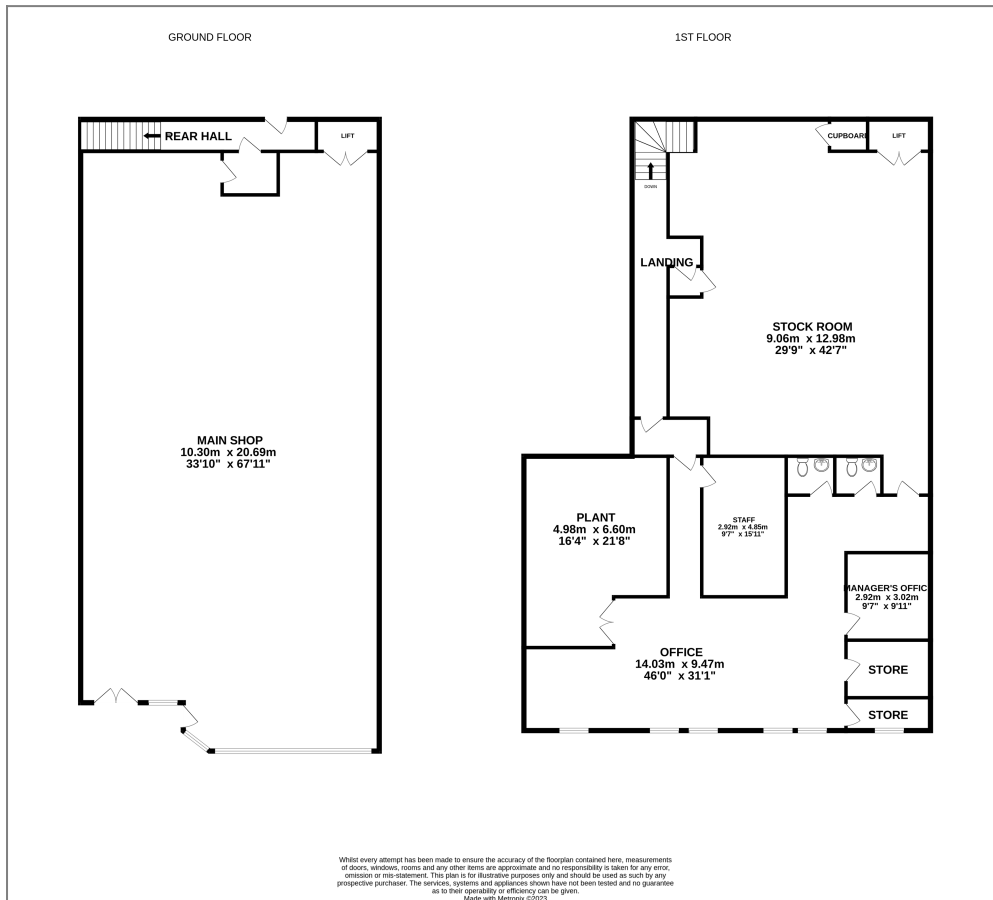 GROUND FLOOR
1ST FLOOR
REAR HALL
LIFT
MAIN SHOP
10.30m x 20.69m
33'10" x 67'11"
CUPBOARD
LIFT
DOWN
LANDING
STOCK ROOM
9.06m x 12.98m
29'9" x 42'7"
PLANT
4.98m x 6.60m
16'4" x 21'8"
STAFF
2.92m x 4.85m
9'7" x 15'11"
MANAGER'S OFFIC
2.92m x 3.02m
9'7" x 9'11"
OFFICE
14.03m x 9.47m
46'0" x 31'1"
STORE
STORE
Whilst every attempt has been made to ensure the accuracy of the floorplan contained here, measurements
of doors, windows, rooms and any other items are approximate and no responsibility is taken for any error,
omission or mis-statement. This plan is for illustrative purposes only and should be used as such by any
prospective purchaser. The services, systems and appliances shown have not been tested and no guarantee
as to their operability or efficiency can be given.
Made with Metropix ©2023